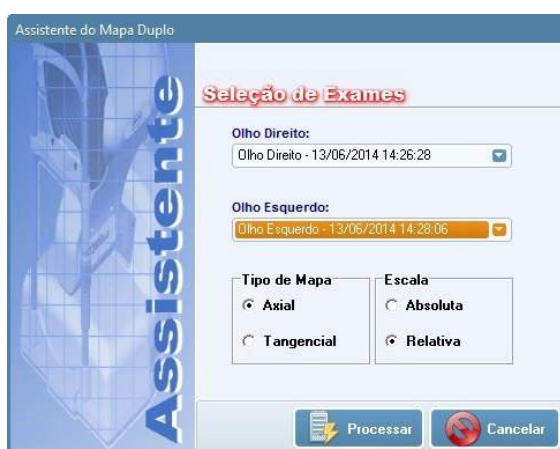 Assistente do Mapa Duplo
Assistente
Seleção de Exames
Olho Direito:
Olho Direito - 13/06/2014 14:26:28
Olho Esquerdo:
Olho Esquerdo - 13/06/2014 14:28:06
Tipo de Mapa Escala
Axial Absoluta
Tangencial Relativa
Processar Cancelar